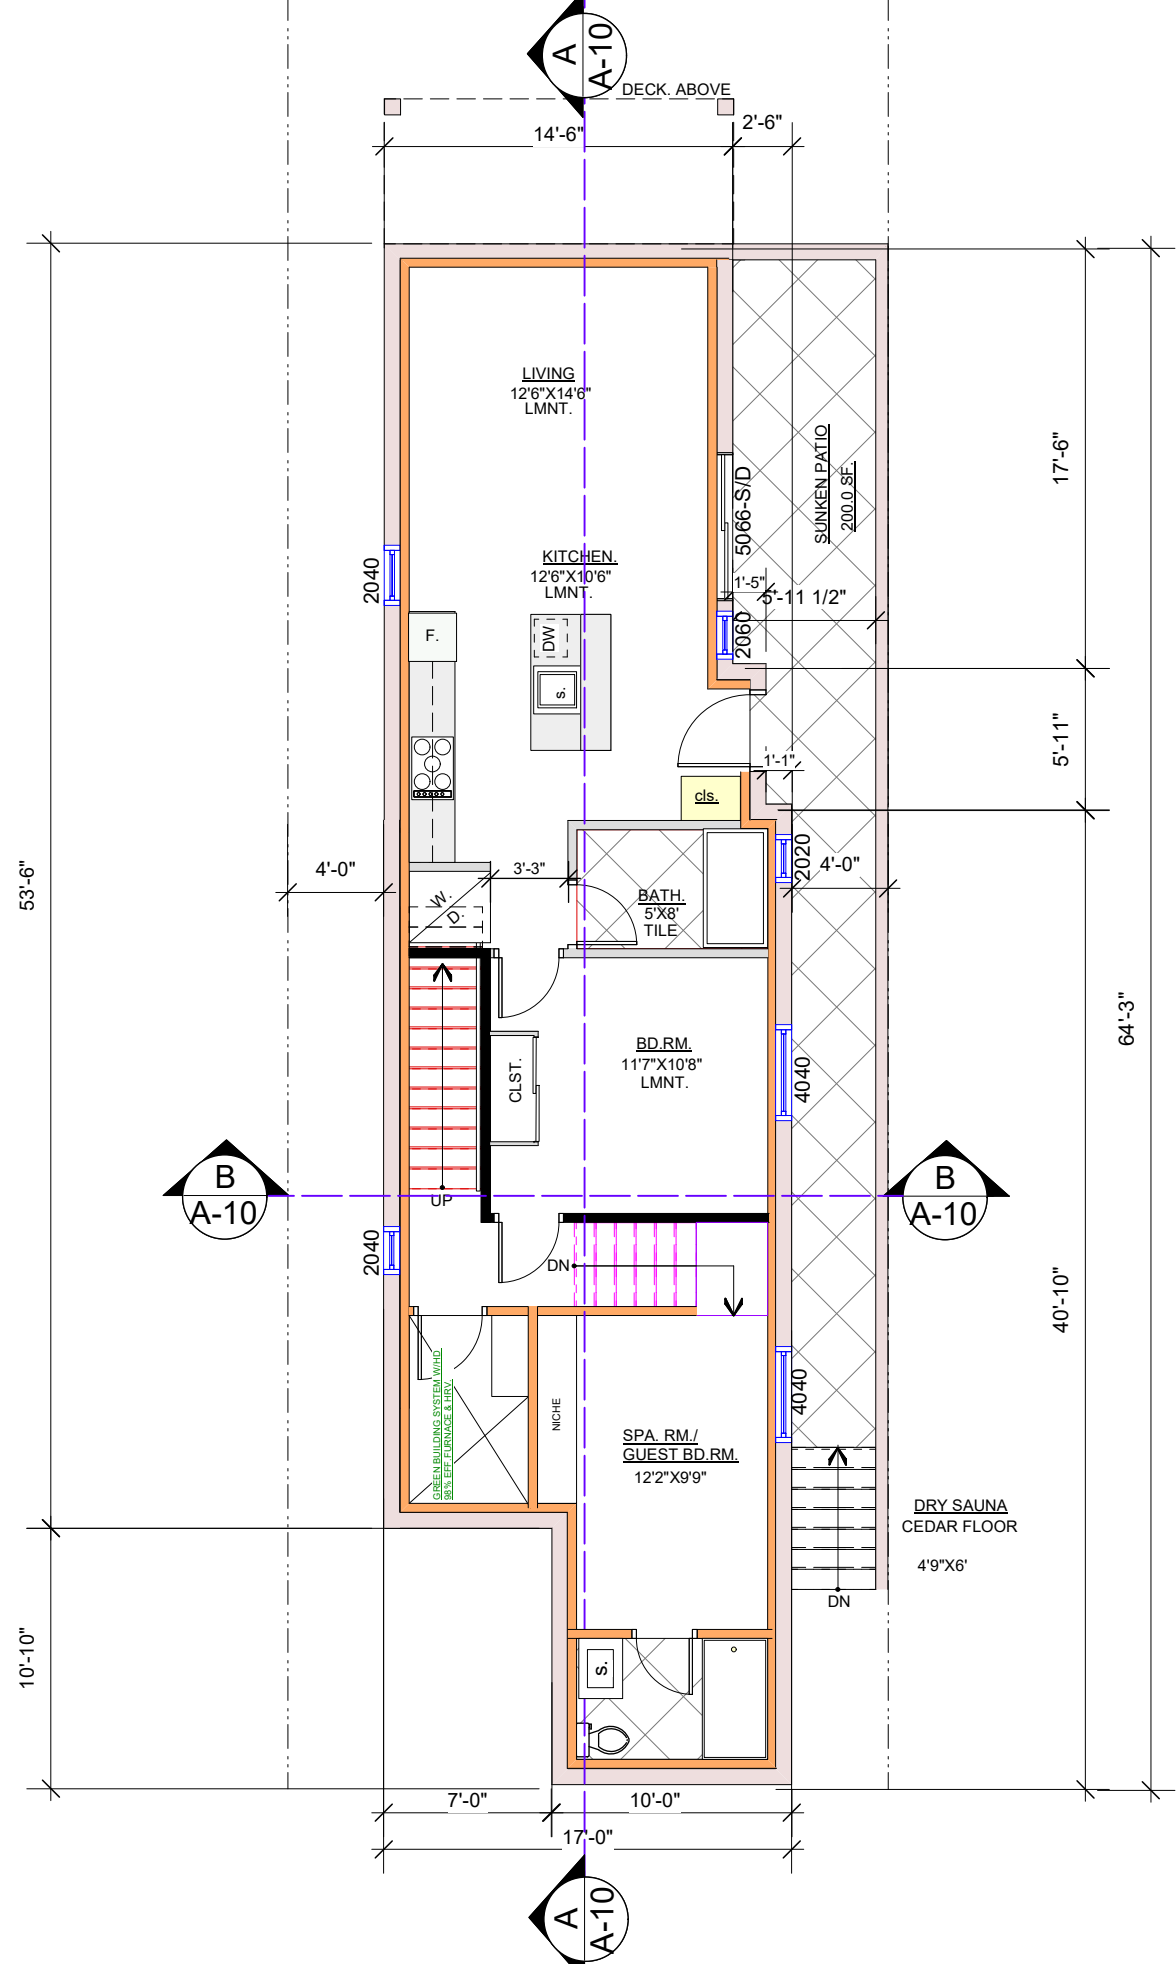 A
A-10
DECK. ABOVE
14'-6"
2'-6"
LIVING
12'6"X14'6"
LMNT.
17'-6"
SUNKEN PATIO
200.0 SF.
5066-S/D
KITCHEN.
12'6"X10'6"
LMNT.
2040
1'-5"
5'-11 1/2"
2060
F.
DW
s.
5'-11"
1'-1"
cls.
53'-6"
4'-0"
3'-3"
2020
4'-0"
W.
D.
BATH.
5'X8'
TILE
64'-3"
BD.RM.
11'7"X10'8"
LMNT.
CLST.
4040
B
A-10
UP
B
A-10
2040
DN
40'-10"
GREEN BUILDING SYSTEM W/HD
98% EFF. FURNACE & HRV.
NICHE
4040
SPA. RM./
GUEST BD.RM.
12'2"X9'9"
DRY SAUNA
CEDAR FLOOR
4'9"X6'
DN
10'-10"
s.
7'-0"
10'-0"
17'-0"
A
A-10